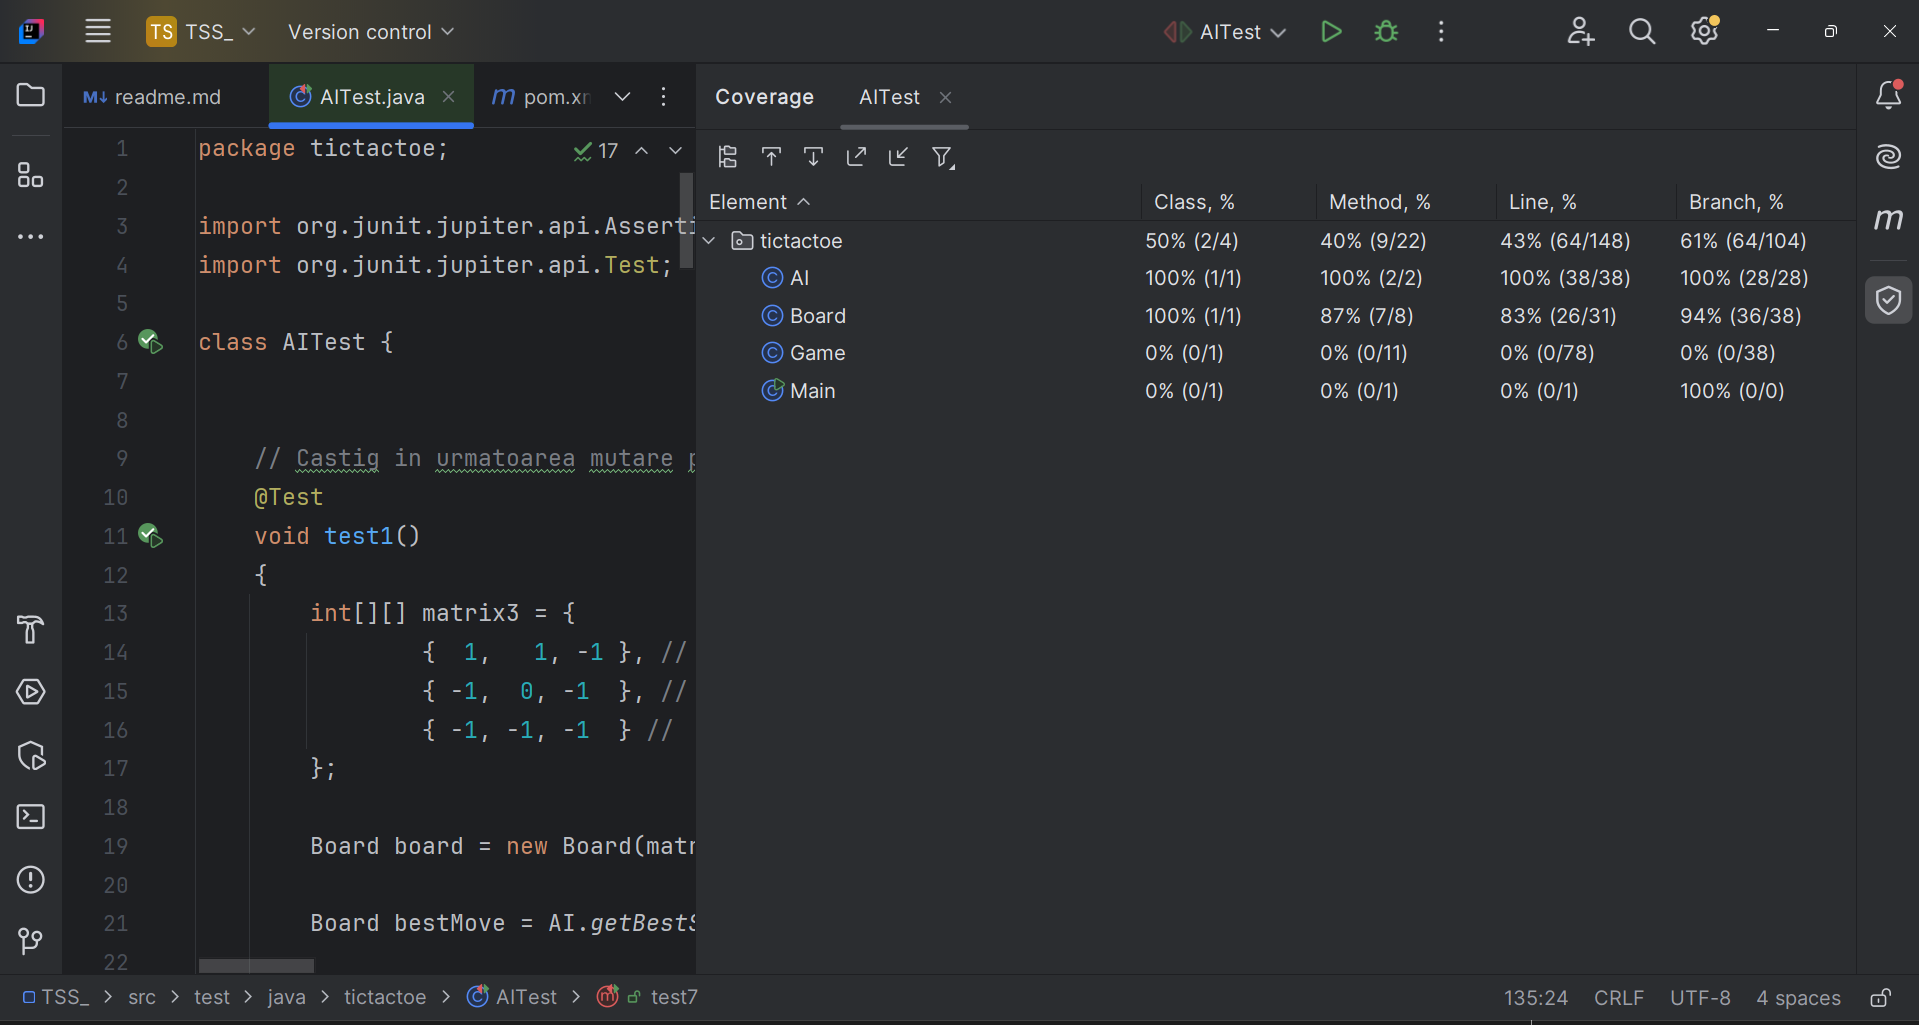 TS TSS_ Version control AITest
M↓ readme.md AITest.java pom.xm Coverage AITest
1 package tictactoe; 17
2
3 import org.junit.jupiter.api.Asserti
4 import org.junit.jupiter.api.Test;
5
6 class AITest {
7
8
9 // Castig in urmatoarea mutare p
10 @Test
11 void test1()
12 {
13 int[][] matrix3 = {
14 { 1, 1, -1 }, //
15 { -1, 0, -1 }, //
16 { -1, -1, -1 } //
17 };
18
19 Board board = new Board(matr
20
21 Board bestMove = AI.getBestS
22
Element Class, % Method, % Line, % Branch, %
tictactoe 50% (2/4) 40% (9/22) 43% (64/148) 61% (64/104)
AI 100% (1/1) 100% (2/2) 100% (38/38) 100% (28/28)
Board 100% (1/1) 87% (7/8) 83% (26/31) 94% (36/38)
Game 0% (0/1) 0% (0/11) 0% (0/78) 0% (0/38)
Main 0% (0/1) 0% (0/1) 0% (0/1) 100% (0/0)
TSS_ > src > test > java > tictactoe > AITest > test7 135:24 CRLF UTF-8 4 spaces